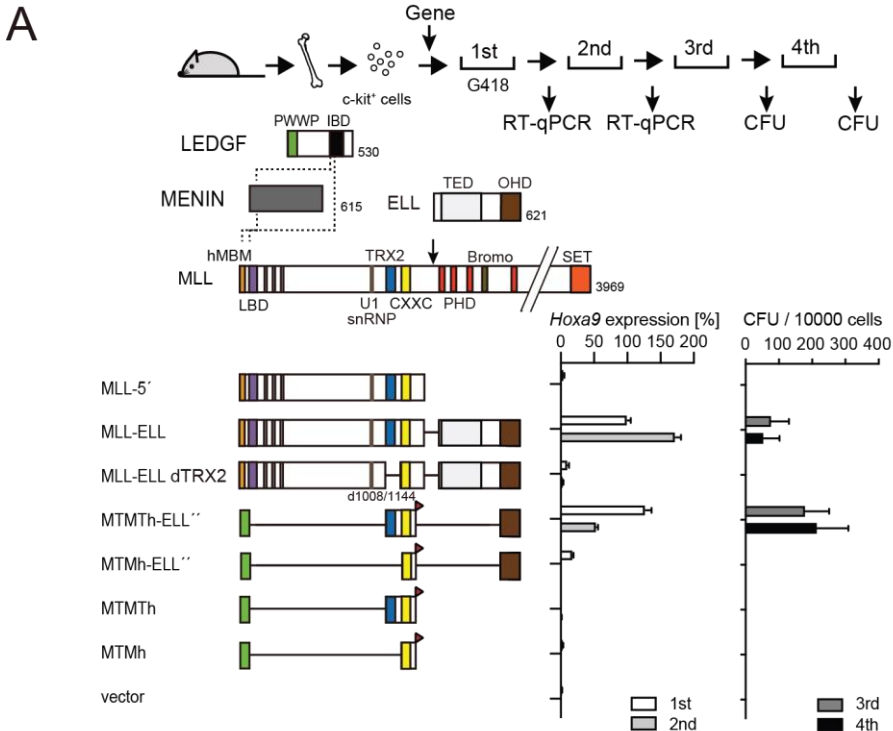 A
Gene
1st
2nd
3rd
4th
G418
c-kit⁺ cells
RT-qPCR
RT-qPCR
CFU
CFU
PWWP IBD
LEDGF
530
MENIN
615
ELL
TED
OHD
621
hMBM
TRX2
Bromo
SET
MLL
3969
LBD
U1
snRNP
CXXC
PHD
Hoxa9 expression [%]
0 50 100 150 200
CFU / 10000 cells
0 100 200 300 400
MLL-5´
MLL-ELL
MLL-ELL dTRX2
d1008/1144
MTMTh-ELL´´
MTMh-ELL´´
MTMTh
MTMh
vector
1st
2nd
3rd
4th